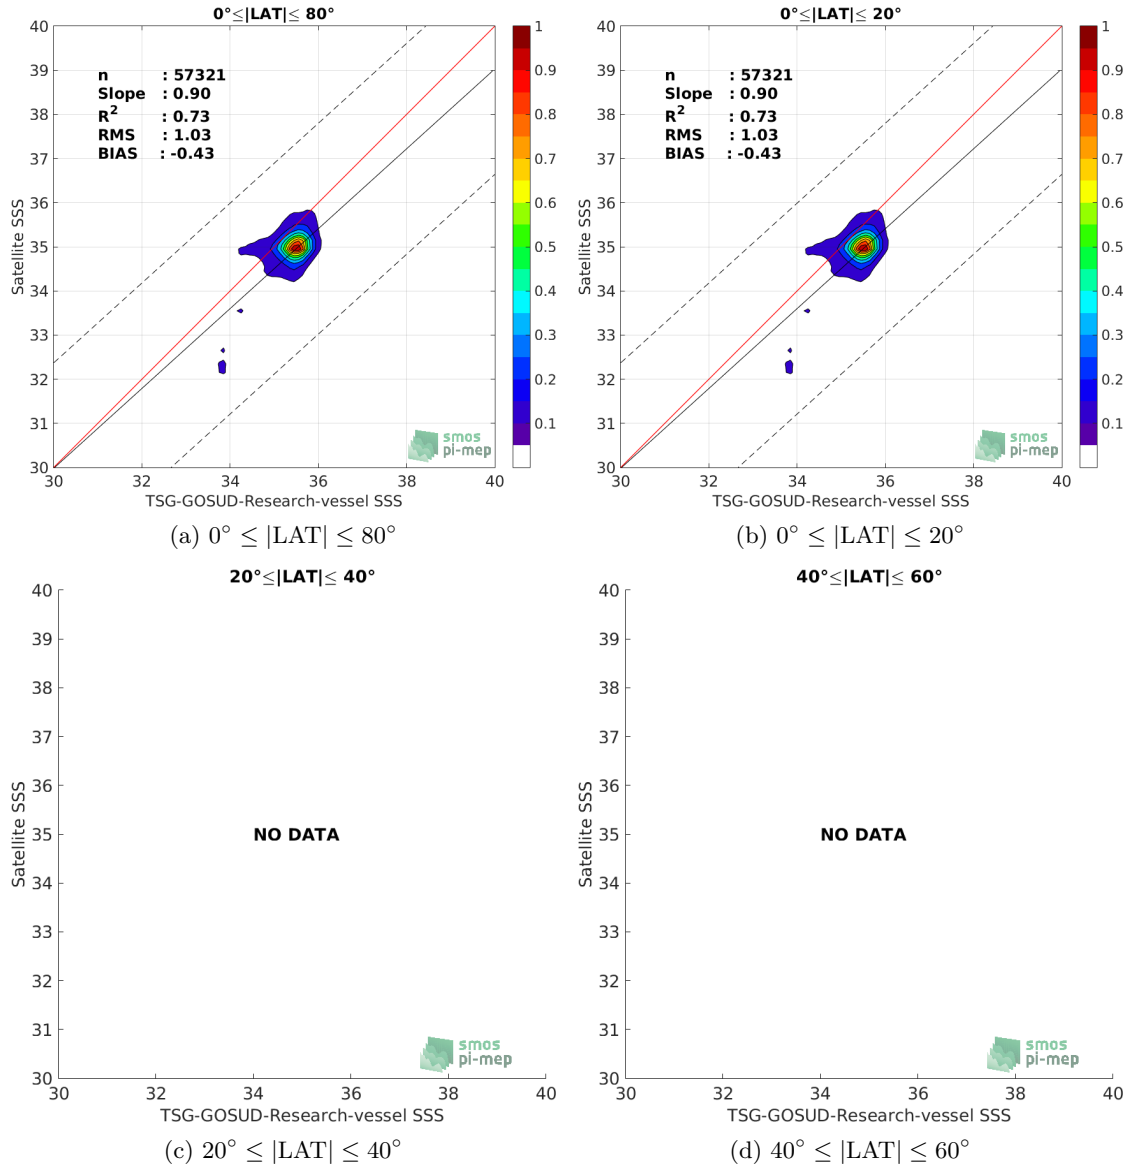 0°≤|LAT|≤ 80°
40
39
38
37
36
35
34
33
32
31
30
Satellite SSS
n : 57321
Slope : 0.90
R² : 0.73
RMS : 1.03
BIAS : -0.43
smos
pi-mep
30 32 34 36 38 40
TSG-GOSUD-Research-vessel SSS
1
0.9
0.8
0.7
0.6
0.5
0.4
0.3
0.2
0.1
(a) 0° ≤ |LAT| ≤ 80°
0°≤|LAT|≤ 20°
40
39
38
37
36
35
34
33
32
31
30
Satellite SSS
n : 57321
Slope : 0.90
R² : 0.73
RMS : 1.03
BIAS : -0.43
smos
pi-mep
30 32 34 36 38 40
TSG-GOSUD-Research-vessel SSS
1
0.9
0.8
0.7
0.6
0.5
0.4
0.3
0.2
0.1
(b) 0° ≤ |LAT| ≤ 20°
20°≤|LAT|≤ 40°
40
39
38
37
36
35
34
33
32
31
30
Satellite SSS
NO DATA
smos
pi-mep
30 32 34 36 38 40
TSG-GOSUD-Research-vessel SSS
(c) 20° ≤ |LAT| ≤ 40°
40°≤|LAT|≤ 60°
40
39
38
37
36
35
34
33
32
31
30
Satellite SSS
NO DATA
smos
pi-mep
30 32 34 36 38 40
TSG-GOSUD-Research-vessel SSS
(d) 40° ≤ |LAT| ≤ 60°